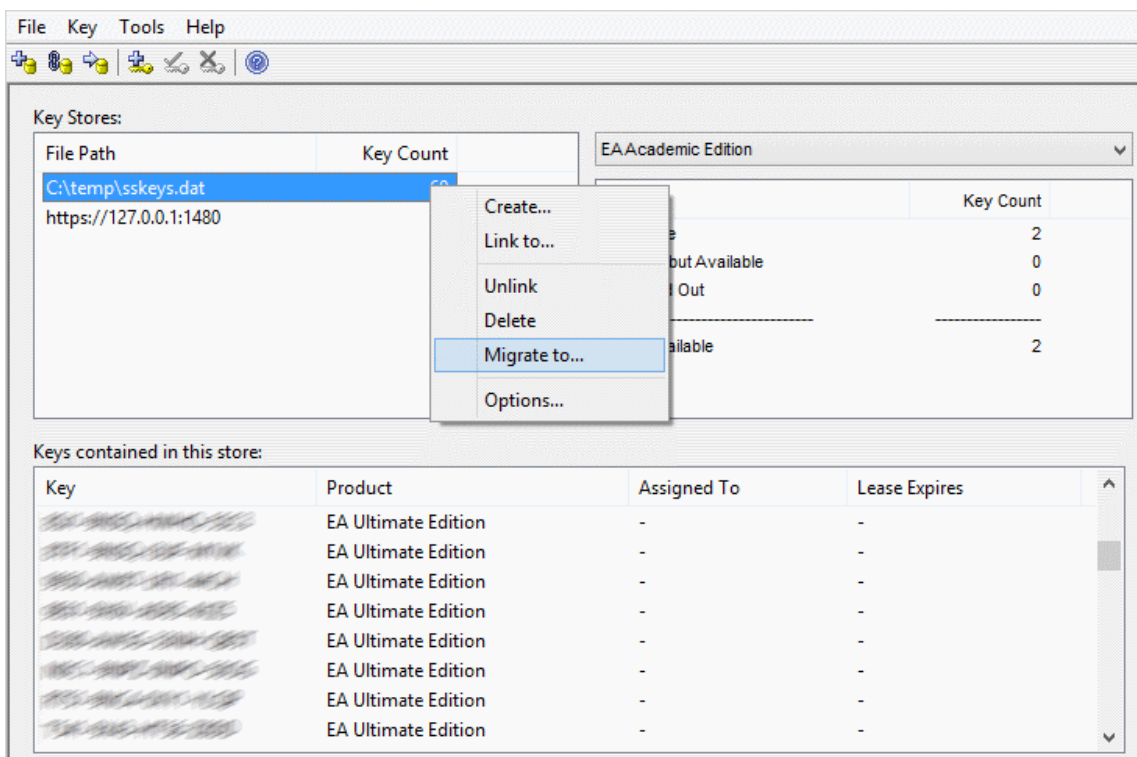 File Key Tools Help
Key Stores:
File Path Key Count
EA Academic Edition
C:\temp\sskeys.dat
https://127.0.0.1:1480
Key Count
Create...
Link to...
Unlink
Delete
Migrate to...
Options...
2
but Available 0
Out 0
2
Keys contained in this store:
Key Product Assigned To Lease Expires
EA Ultimate Edition - -
EA Ultimate Edition - -
EA Ultimate Edition - -
EA Ultimate Edition - -
EA Ultimate Edition - -
EA Ultimate Edition - -
EA Ultimate Edition - -
EA Ultimate Edition - -